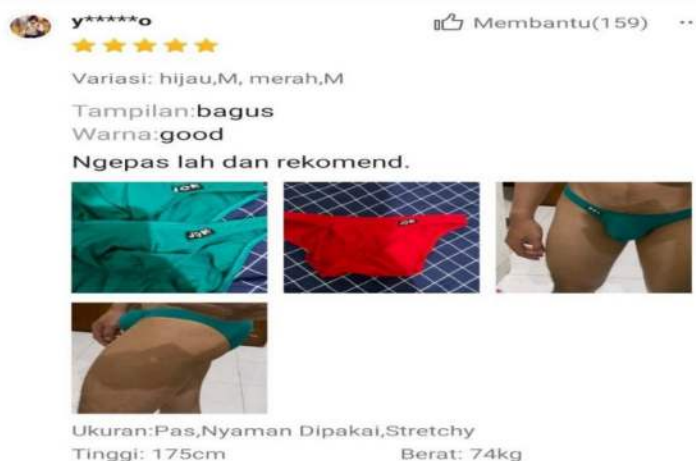 y*****o
Membantu(159)
Variasi: hijau,M, merah,M
Tampilan:bagus
Warna:good
Ngepas lah dan rekomend.
Ukuran:Pas,Nyaman Dipakai,Stretchy
Tinggi: 175cm
Berat: 74kg